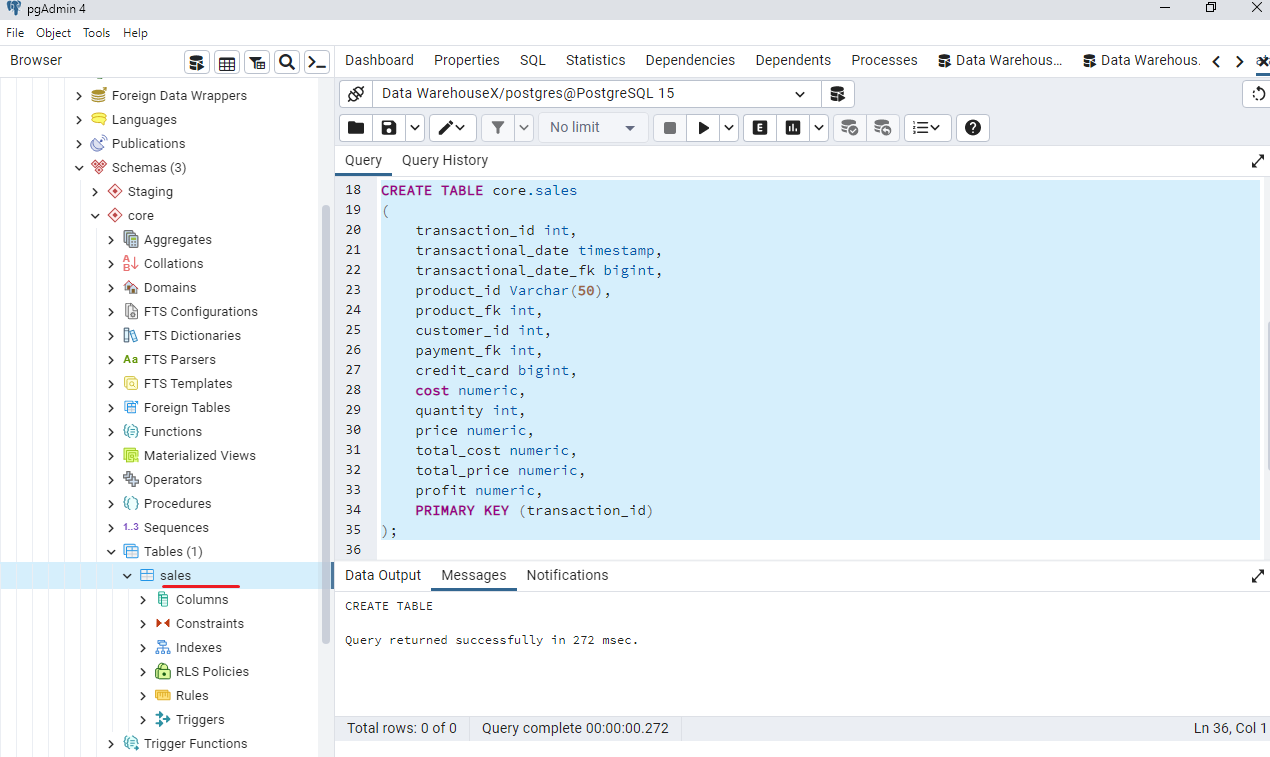 pgAdmin 4
File Object Tools Help
Browser
Dashboard Properties SQL Statistics Dependencies Dependents Processes Data Warehous... Data Warehous.
Foreign Data Wrappers
Languages
Publications
Schemas (3)
Staging
core
Aggregates
Collations
Domains
FTS Configurations
FTS Dictionaries
Aa FTS Parsers
FTS Templates
Foreign Tables
Functions
Materialized Views
Operators
Procedures
1..3 Sequences
Tables (1)
sales
Columns
Constraints
Indexes
RLS Policies
Rules
Triggers
Trigger Functions
Data WarehouseX/postgres@PostgreSQL 15
No limit E
Query Query History
18 CREATE TABLE core.sales
19 (
20 transaction_id int,
21 transactional_date timestamp,
22 transactional_date_fk bigint,
23 product_id Varchar(50),
24 product_fk int,
25 customer_id int,
26 payment_fk int,
27 credit_card bigint,
28 cost numeric,
29 quantity int,
30 price numeric,
31 total_cost numeric,
32 total_price numeric,
33 profit numeric,
34 PRIMARY KEY (transaction_id)
35 );
36
Data Output Messages Notifications
CREATE TABLE
Query returned successfully in 272 msec.
Total rows: 0 of 0 Query complete 00:00:00.272 Ln 36, Col 1